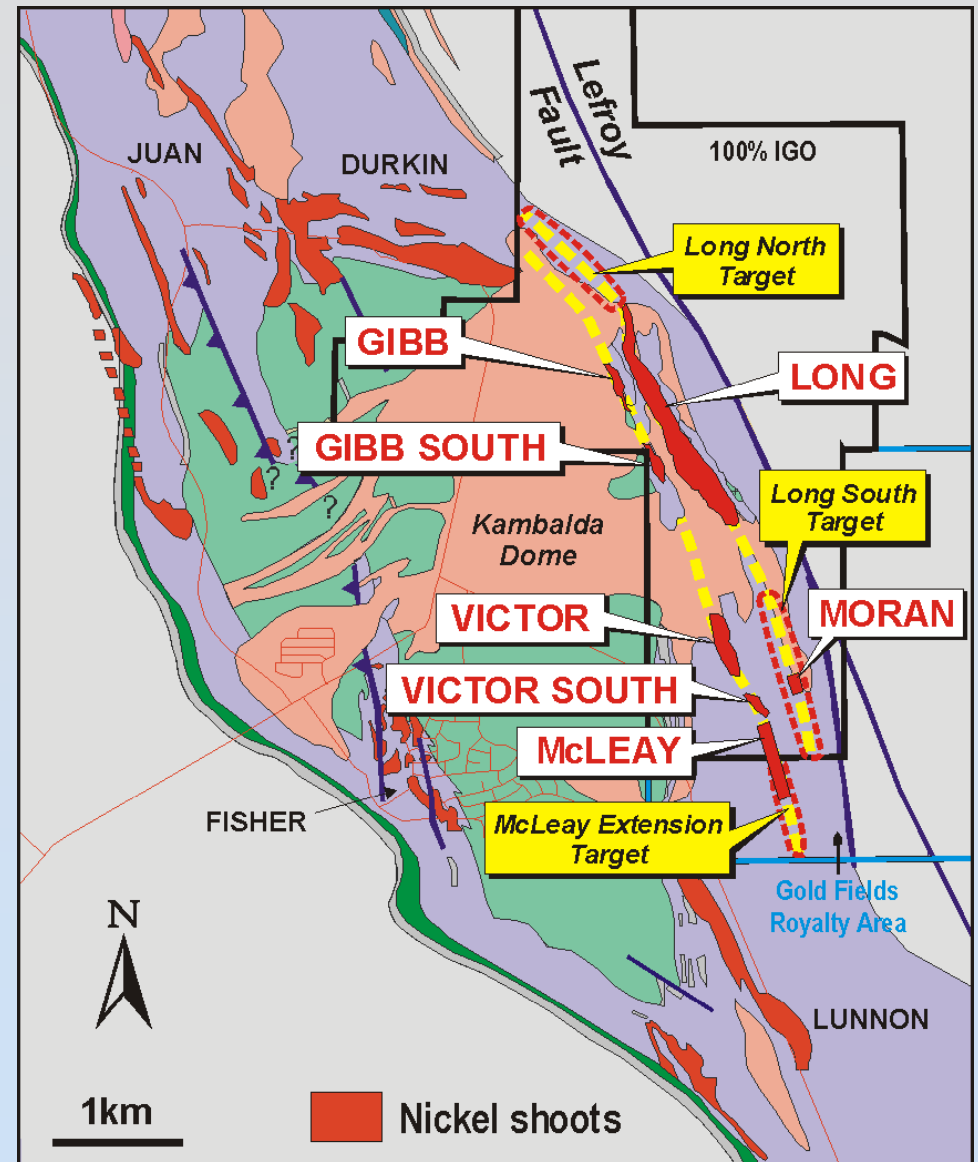 Lefroy
Fault
100% IGO
JUAN
DURKIN
Long North
Target
GIBB
LONG
GIBB SOUTH
?
?
?
Long South
Target
Kambalda
Dome
VICTOR
MORAN
VICTOR SOUTH
McLEAY
FISHER
McLeay Extension
Target
Gold Fields
Royalty Area
N
LUNNON
1km
Nickel shoots